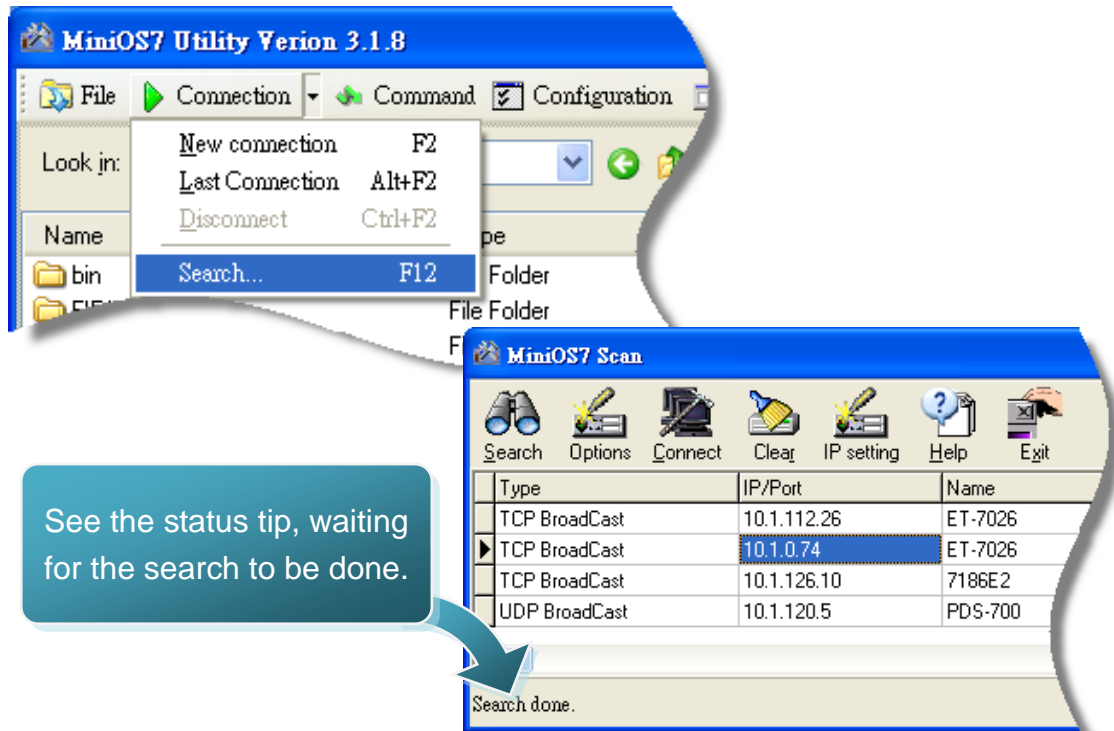 MiniOS7 Utility Verion 3.1.8
File Connection Command Configuration
Look in:
New connection F2
Last Connection Alt+F2
Disconnect Ctrl+F2
Search... F12
Name pe
bin Folder
File Folder
MiniOS7 Scan
Search Options Connect Clear IP setting Help Exit
Type IP/Port Name
TCP BroadCast 10.1.112.26 ET-7026
TCP BroadCast 10.1.0.74 ET-7026
TCP BroadCast 10.1.126.10 7186E2
UDP BroadCast 10.1.120.5 PDS-700
Search done.
See the status tip, waiting
for the search to be done.